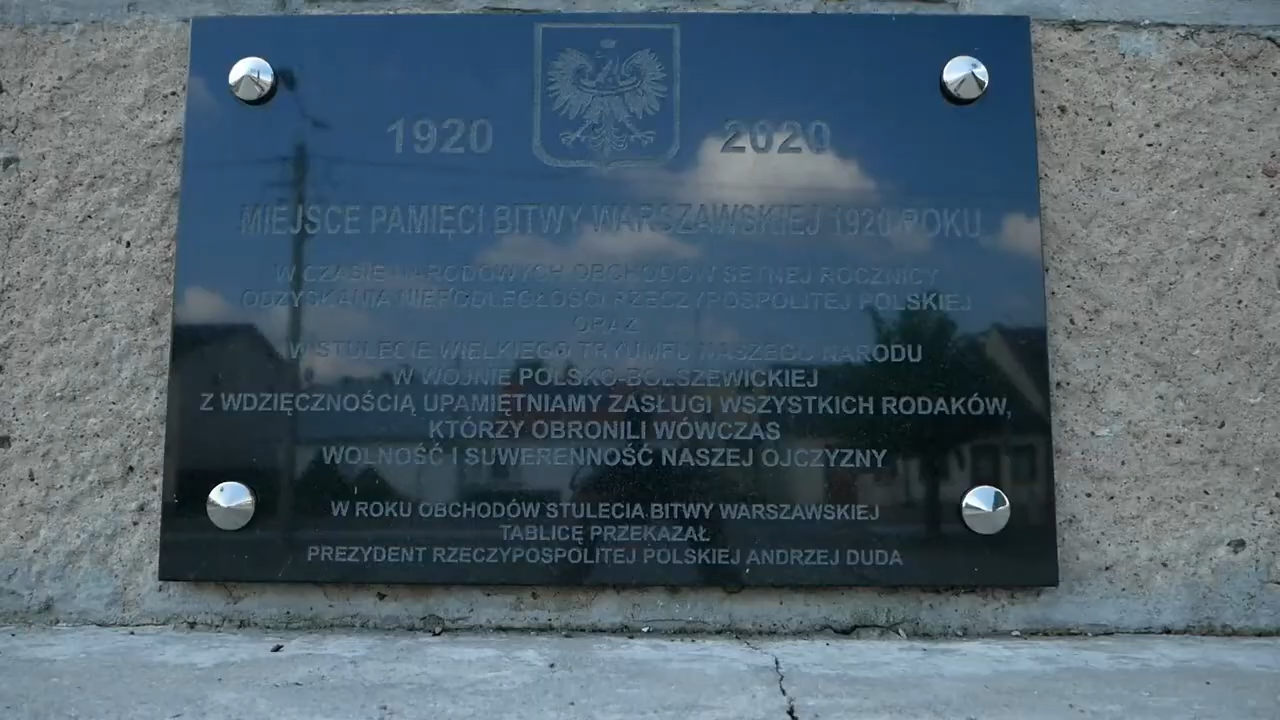 1920 2020
MIEJSCE PAMIĘCI BITWY WARSZAWSKIEJ 1920 ROKU
W CZASIE NARODOWYCH OBCHODÓW SETNEJ ROCZNICY
ODZYSKANIA NIEPODLEGŁOŚCI RZECZYPOSPOLITEJ POLSKIEJ
ORAZ
W STULECIE WIELKIEGO TRYUMFU NASZEGO NARODU
W WOJNIE POLSKO-BOLSZEWICKIEJ
Z WDZIĘCZNOŚCIĄ UPAMIĘTNIAMY ZASŁUGI WSZYSTKICH RODAKÓW,
KTÓRZY OBRONILI WÓWCZAS
WOLNOŚĆ I SUWERENNOŚĆ NASZEJ OJCZYZNY
W ROKU OBCHODÓW STULECIA BITWY WARSZAWSKIEJ
TABLICĘ PRZEKAZAŁ
PREZYDENT RZECZYPOSPOLITEJ POLSKIEJ ANDRZEJ DUDA